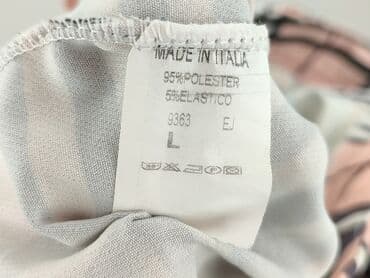 MADE IN ITALIA
95%POLESTER
5%ELASTICO
9363 EJ
L